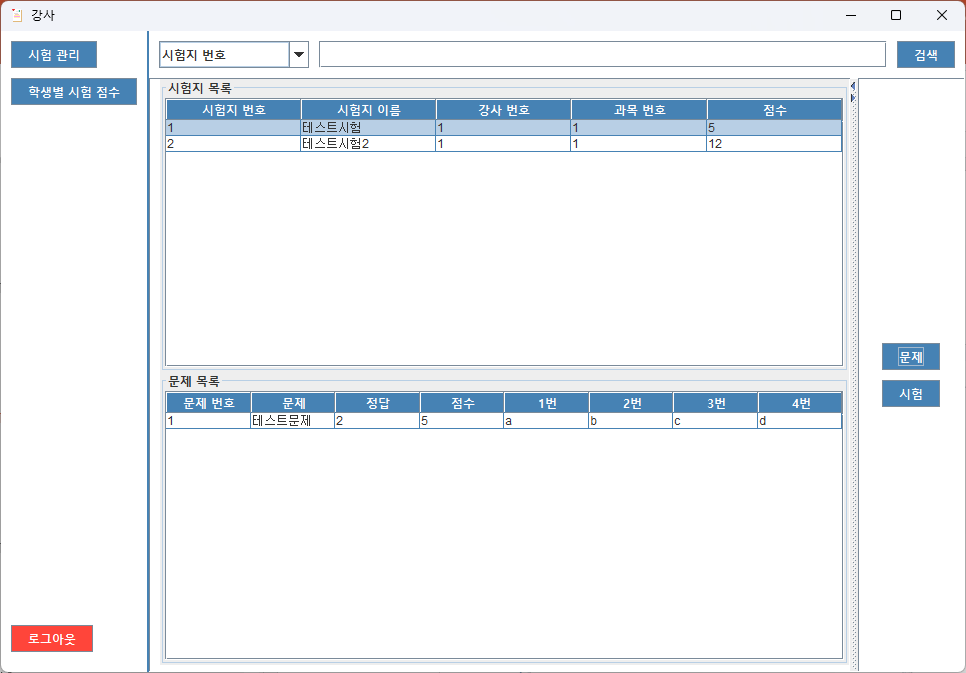 강사
시험 관리
시험지 번호
검색
학생별 시험 점수
시험지 목록
시험지 번호 시험지 이름 강사 번호 과목 번호 점수
1 테스트시험 1 1 5
2 테스트시험2 1 1 12
문제
문제 목록
시험
문제 번호 문제 정답 점수 1번 2번 3번 4번
1 테스트문제 2 5 a b c d
로그아웃